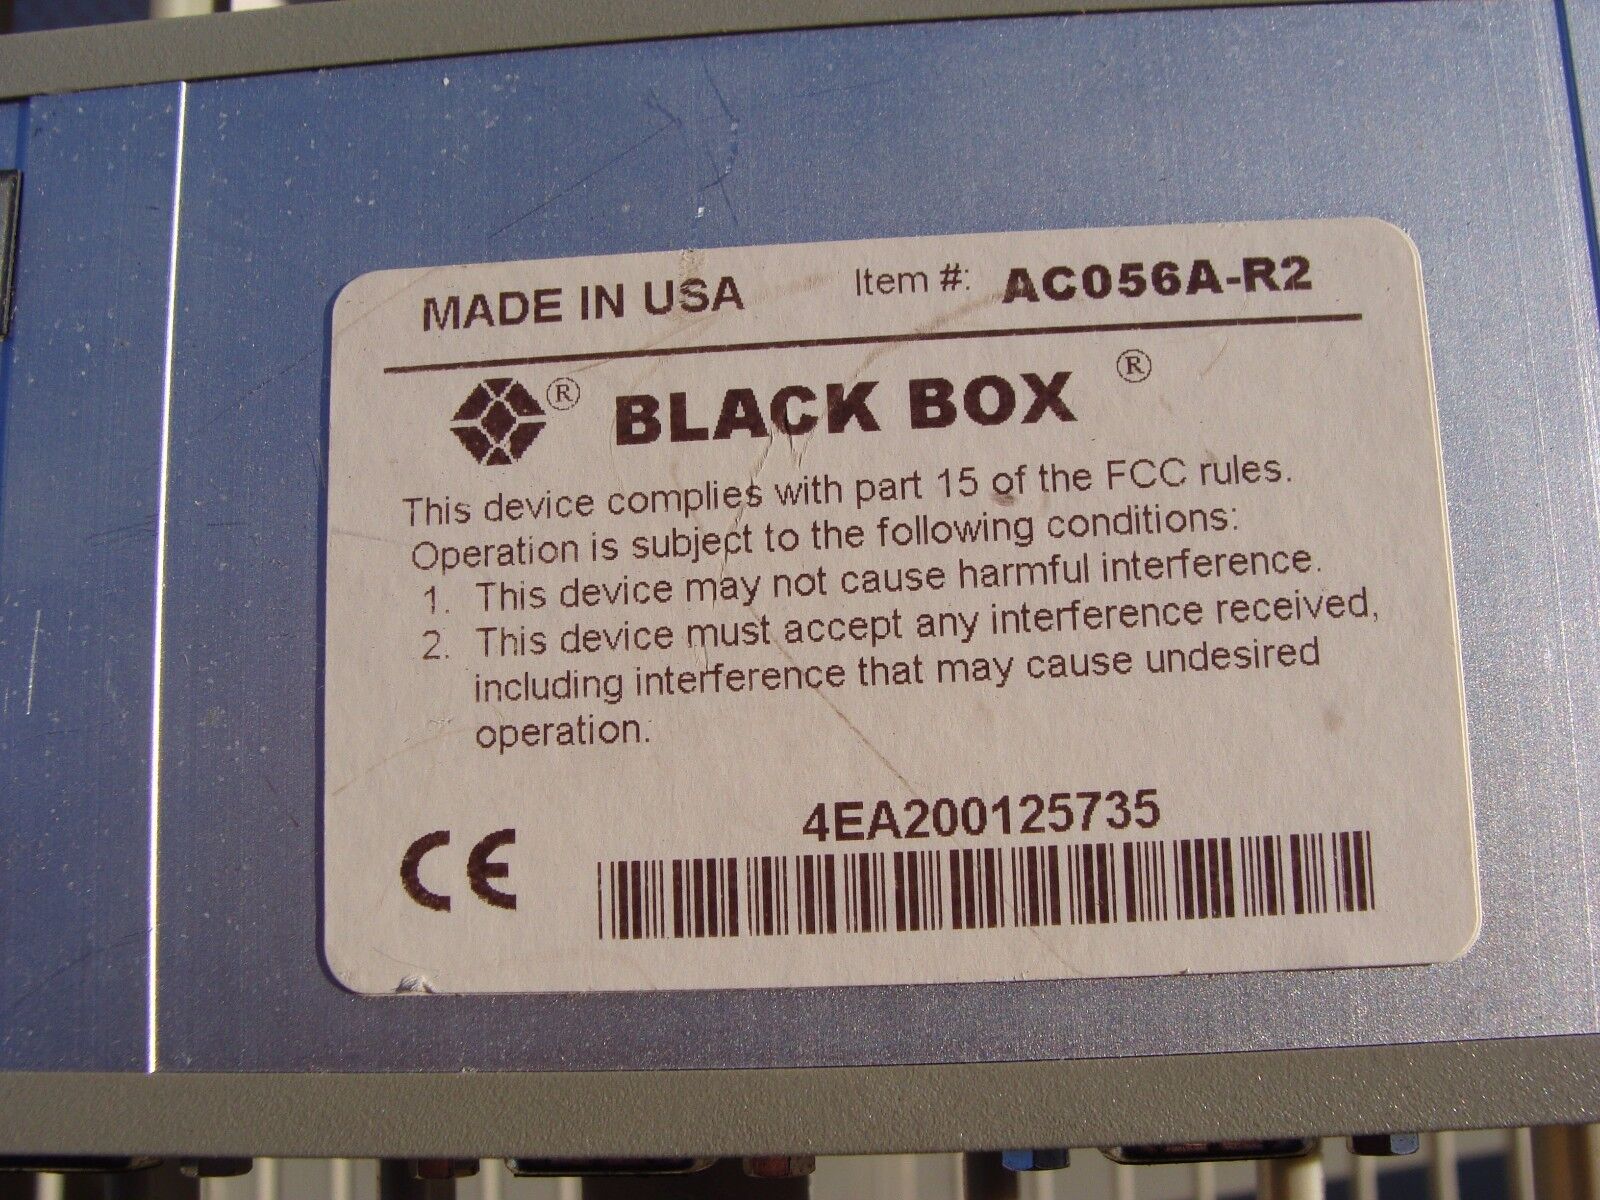 MADE IN USA Item #: AC056A-R2
® BLACK BOX ®
This device complies with part 15 of the FCC rules.
Operation is subject to the following conditions:
1. This device may not cause harmful interference.
2. This device must accept any interference received,
including interference that may cause undesired
operation.
4EA200125735
CE